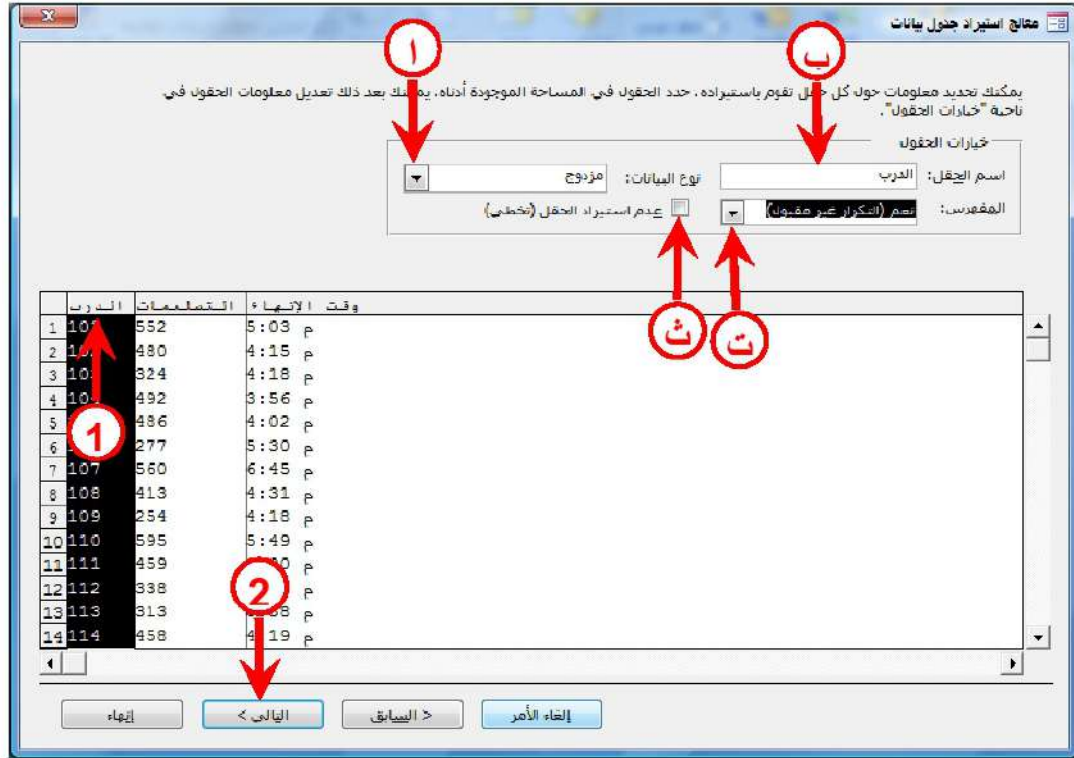 معالج استيراد جدول بيانات
ا
ب
يمكنك تحديد معلومات حول كل حقل تقوم باستيراده. حدد الحقول في المساحة الموجودة أدناه. يمكنك بعد ذلك تعديل معلومات الحقول في
ناحية "خيارات الحقول".
خيارات الحقول
اسم الحقل: الدرب نوع البيانات: مزدوج
المفهرس: نعم (التكرار غير مقبول) عدم استيراد الحقل (تخطي)
ث
ت
الدرب التصاليمات وقت الإنتهاء
1 552 5:03 م
2 480 4:15 م
3 324 4:18 م
4 492 3:56 م
5 486 4:02 م
6 277 5:30 م
7 107 560 6:45 م
8 108 413 4:31 م
9 109 254 4:18 م
10 110 595 5:49 م
11 111 459 م
12 112 338 م
13 113 313 م
14 114 458 4:19 م
1
2
إلغاء الأمر
< السابق
التالي >
إنهاء